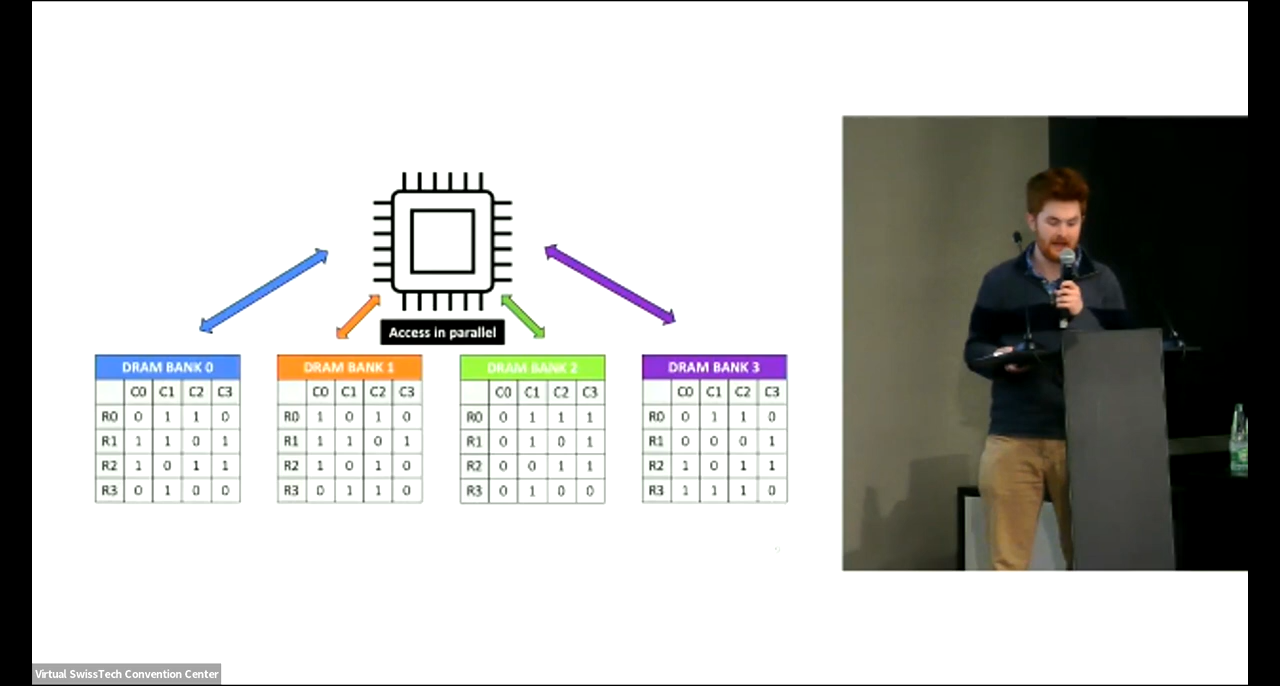 Access in parallel
DRAM BANK 0
C0 C1 C2 C3
R0 0 1 1 0
R1 1 1 0 1
R2 1 0 1 1
R3 0 1 0 0
DRAM BANK 1
C0 C1 C2 C3
R0 1 0 1 0
R1 1 1 0 1
R2 1 0 1 0
R3 0 1 1 0
DRAM BANK 2
C0 C1 C2 C3
R0 0 1 1 1
R1 0 1 0 1
R2 0 0 1 1
R3 0 1 0 0
DRAM BANK 3
C0 C1 C2 C3
R0 0 1 1 0
R1 0 0 0 1
R2 1 0 1 1
R3 1 1 1 0
Virtual SwissTech Convention Center